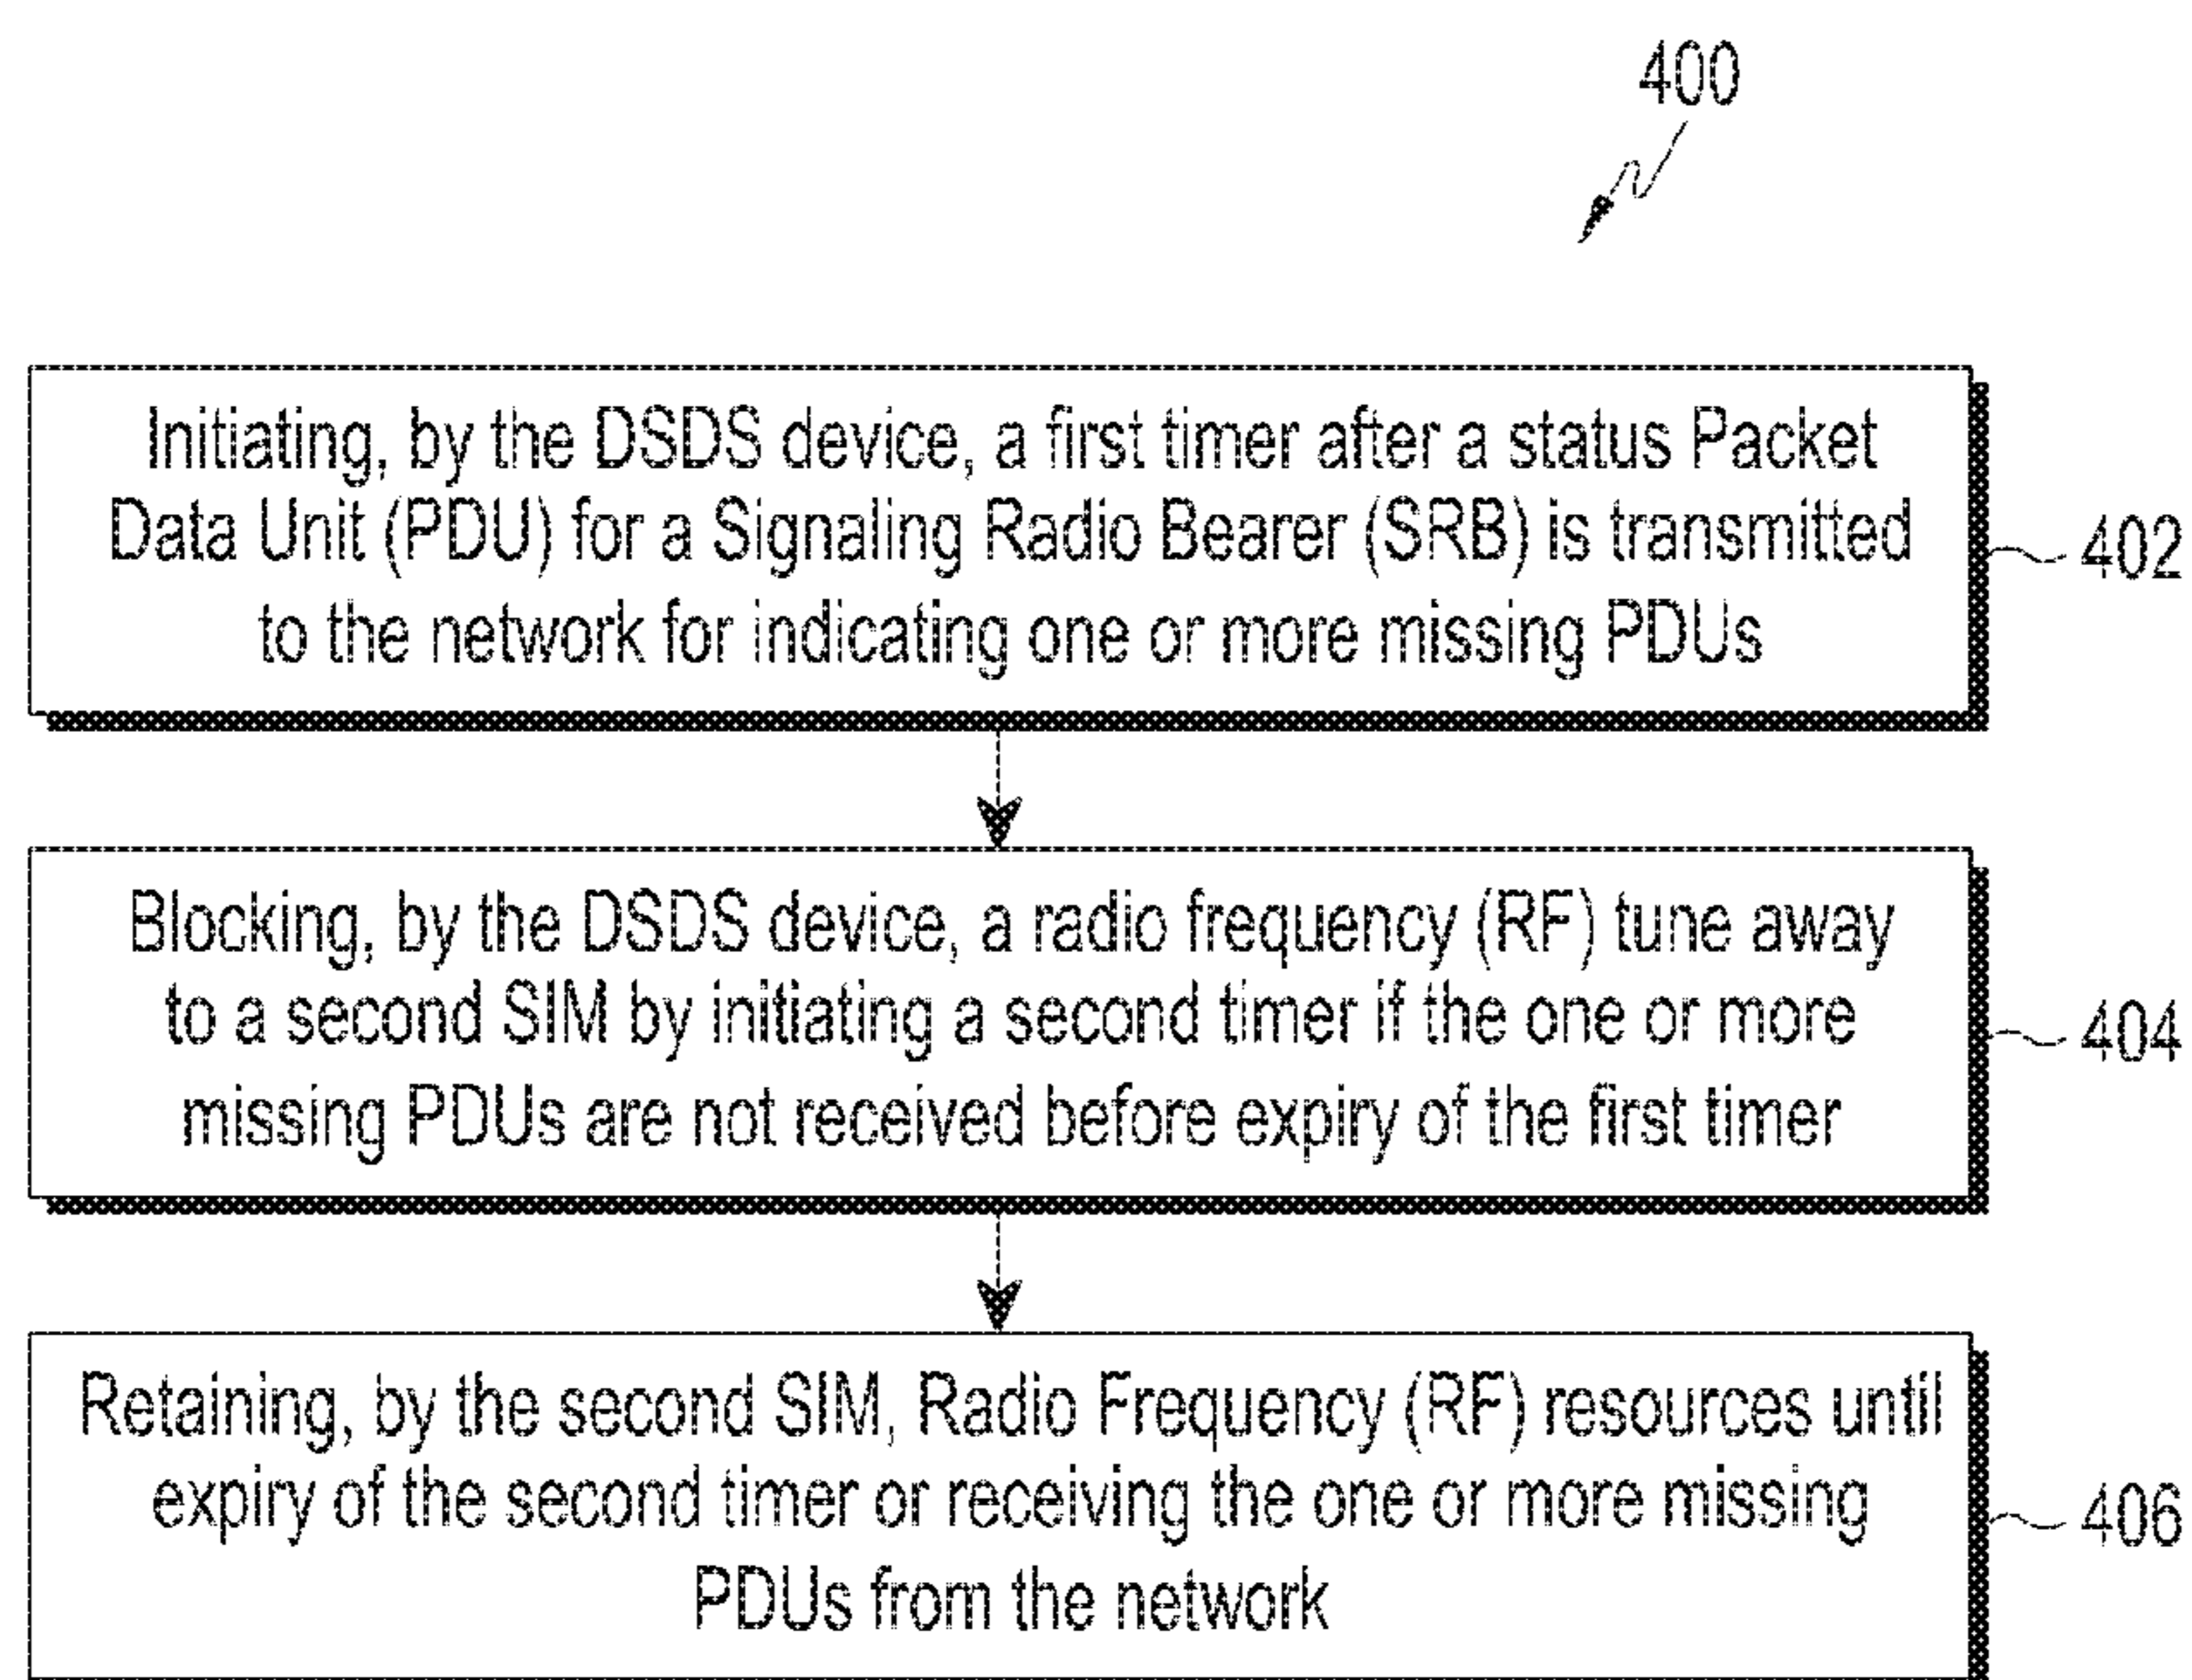 400
Initiating, by the DSDS device, a first timer after a status Packet
Data Unit (PDU) for a Signaling Radio Bearer (SRB) is transmitted
to the network for indicating one or more missing PDUs
402
Blocking, by the DSDS device, a radio frequency (RF) tune away
to a second SIM by initiating a second timer if the one or more
missing PDUs are not received before expiry of the first timer
404
Retaining, by the second SIM, Radio Frequency (RF) resources until
expiry of the second timer or receiving the one or more missing
PDUs from the network
406